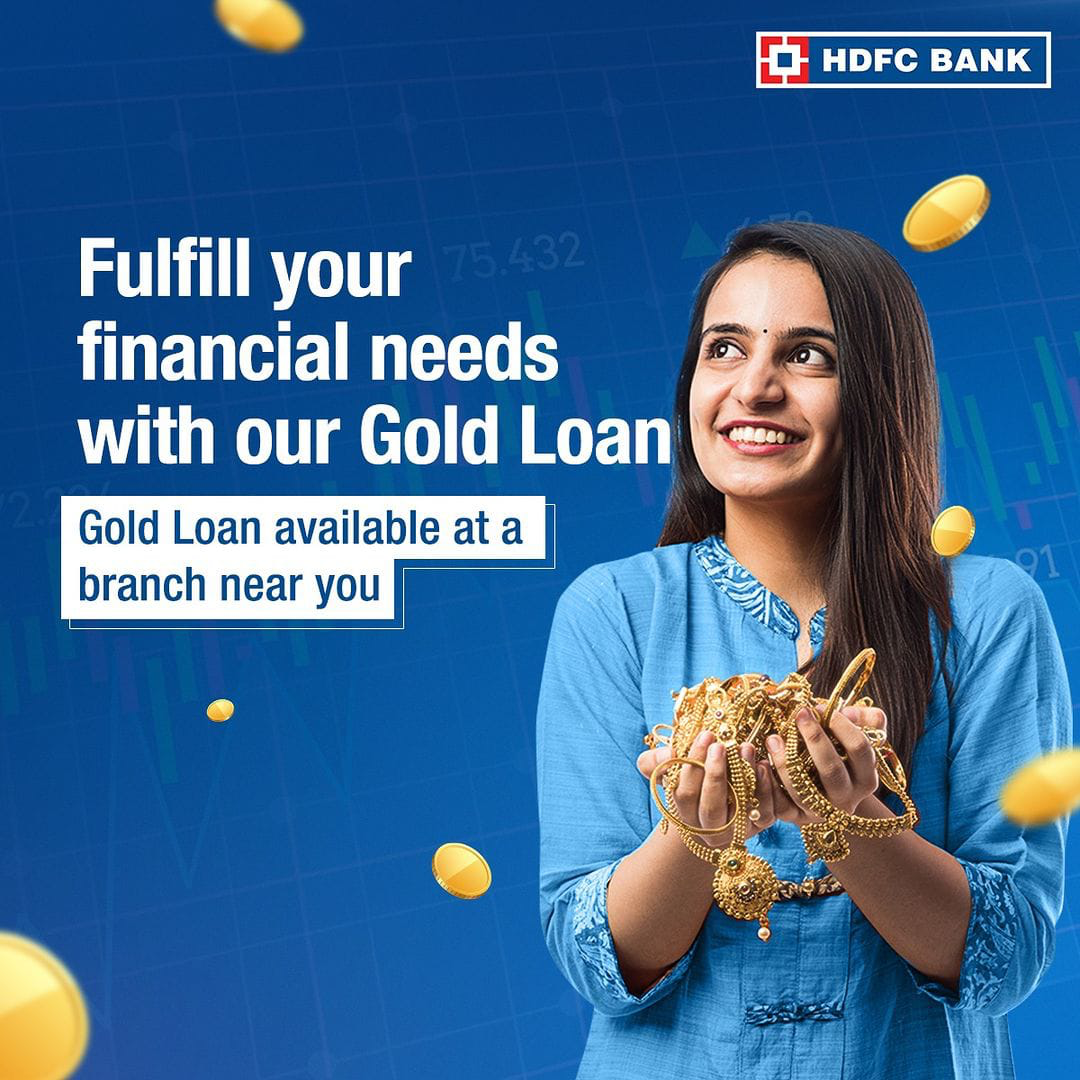 HDFC BANK
Fulfill your
financial needs
with our Gold Loan
Gold Loan available at a
branch near you
75.432